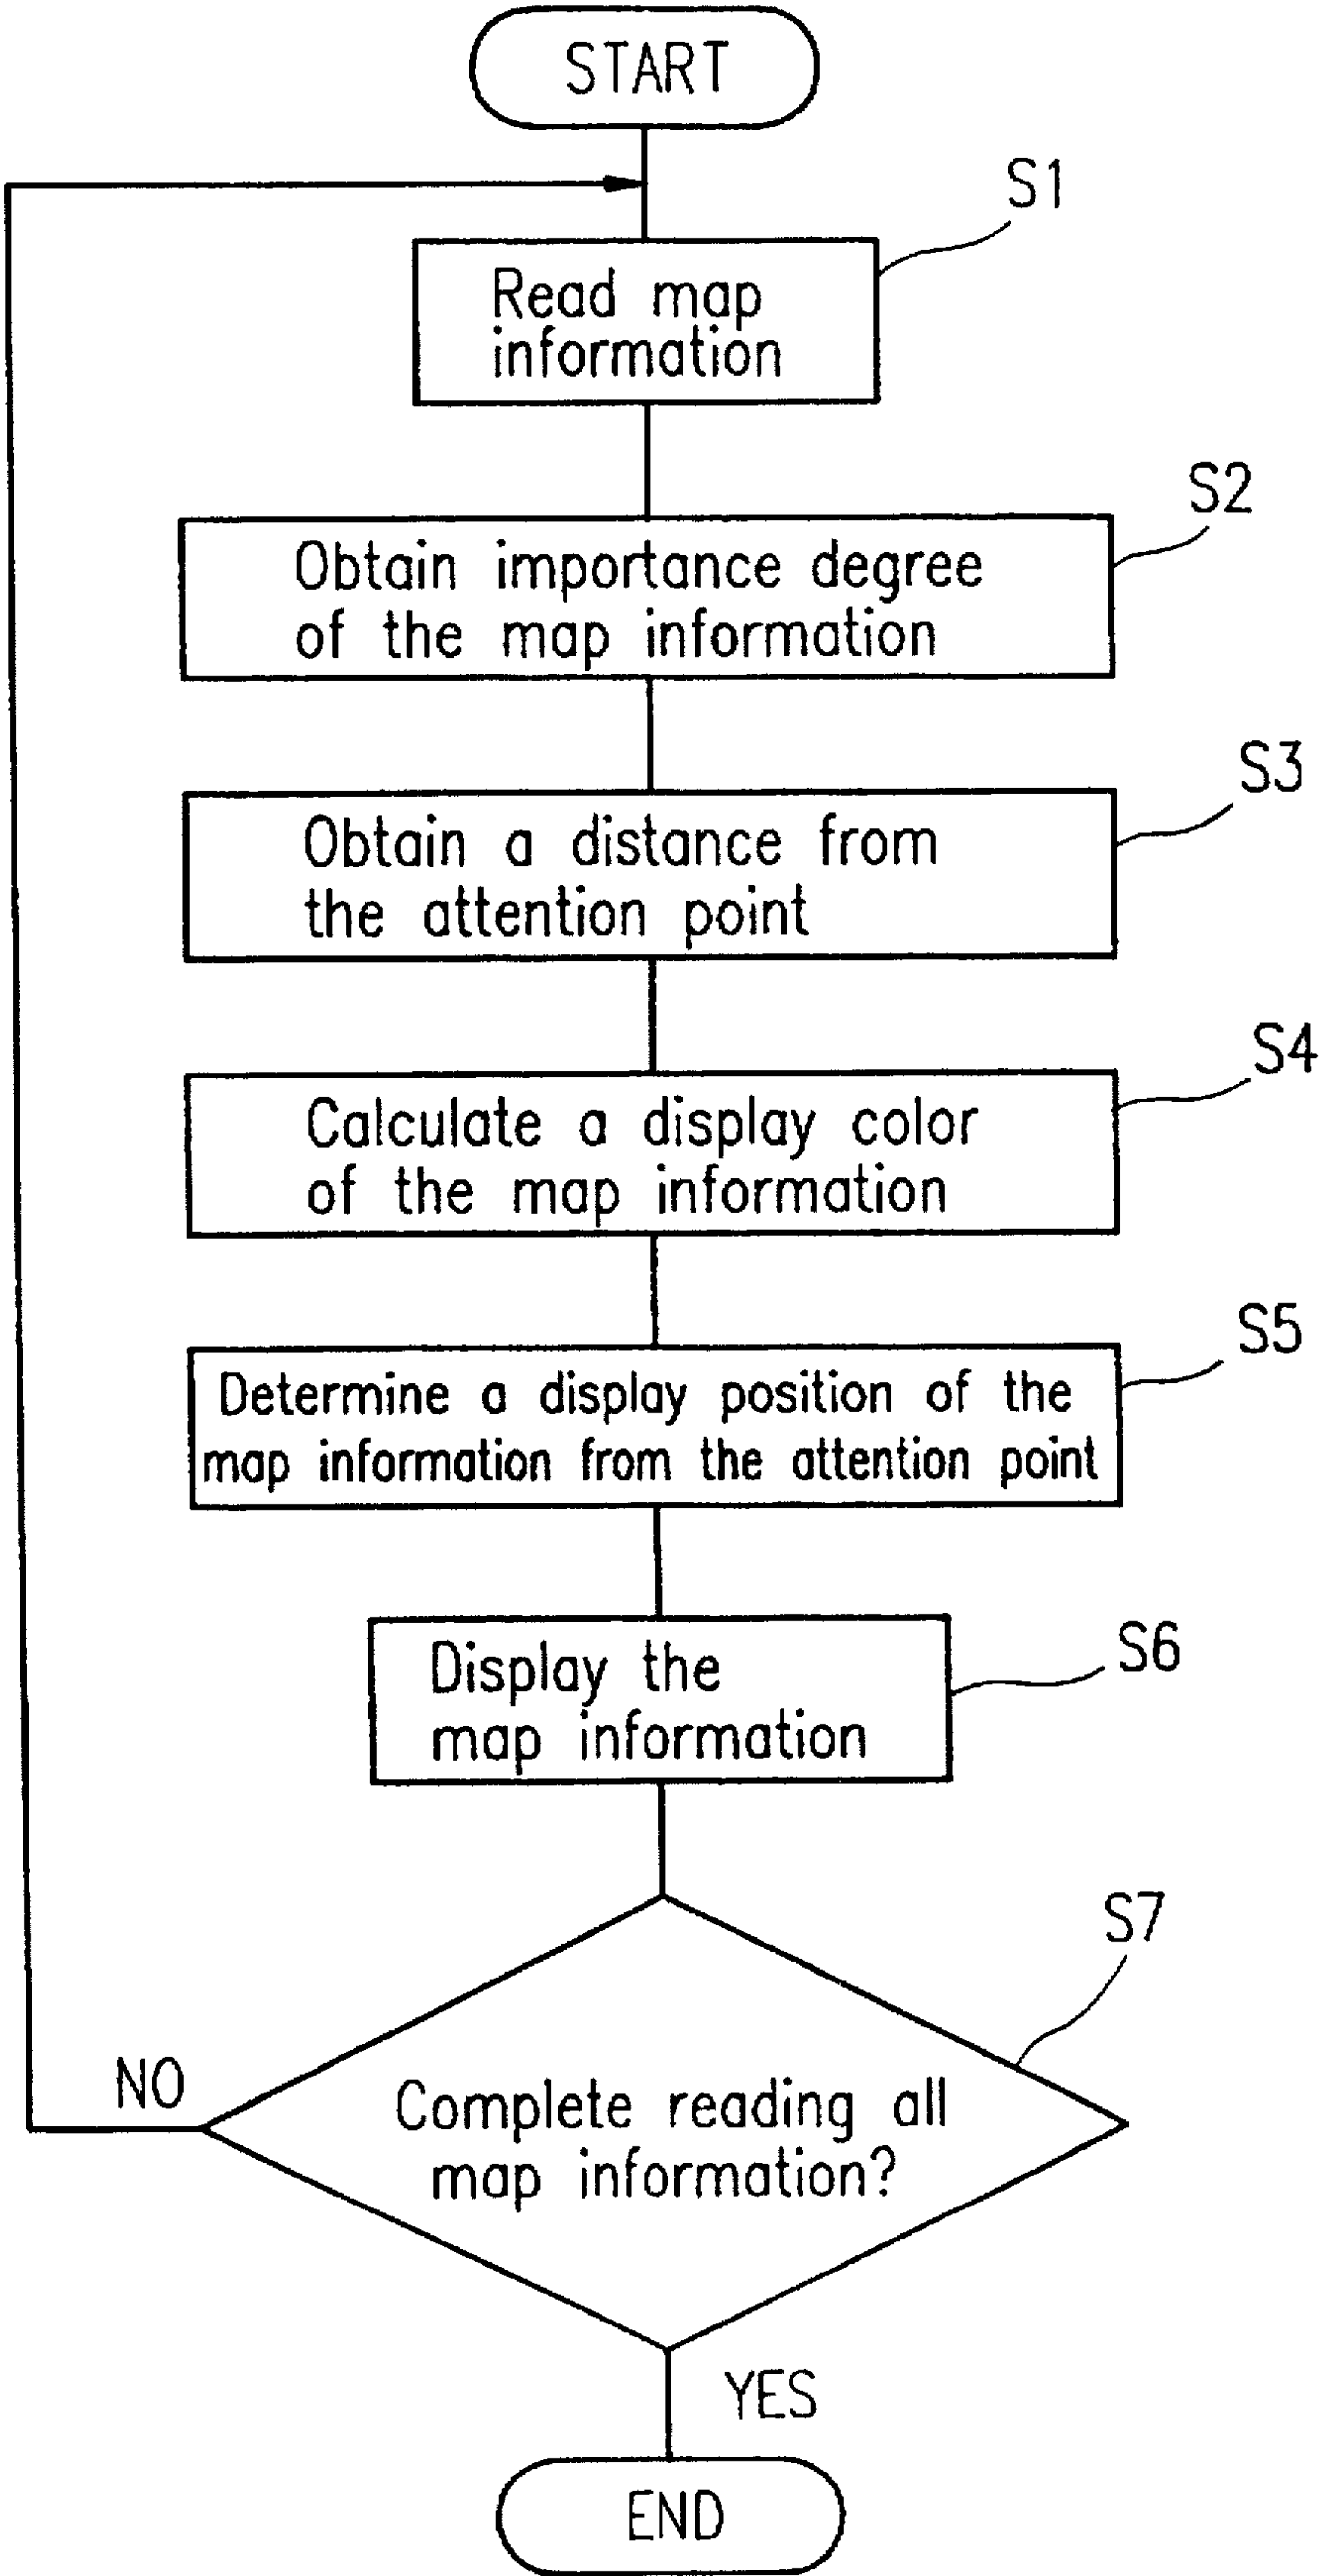 START
S1
Read map
information
S2
Obtain importance degree
of the map information
S3
Obtain a distance from
the attention point
S4
Calculate a display color
of the map information
S5
Determine a display position of the
map information from the attention point
S6
Display the
map information
S7
NO
Complete reading all
map information?
YES
END